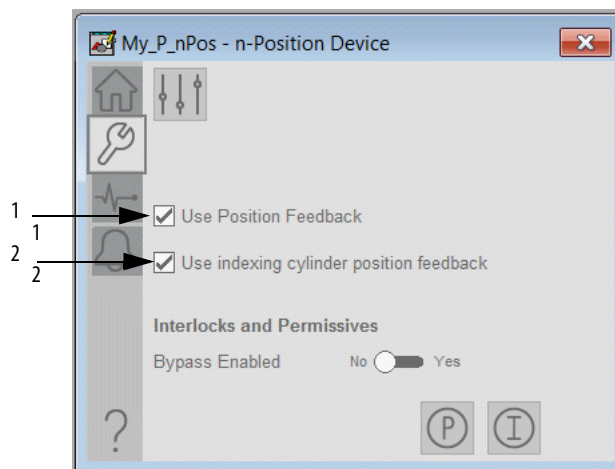 My_P_nPos - n-Position Device
1
1
Use Position Feedback
2
2
Use indexing cylinder position feedback
Interlocks and Permissives
Bypass Enabled No Yes
?
P I